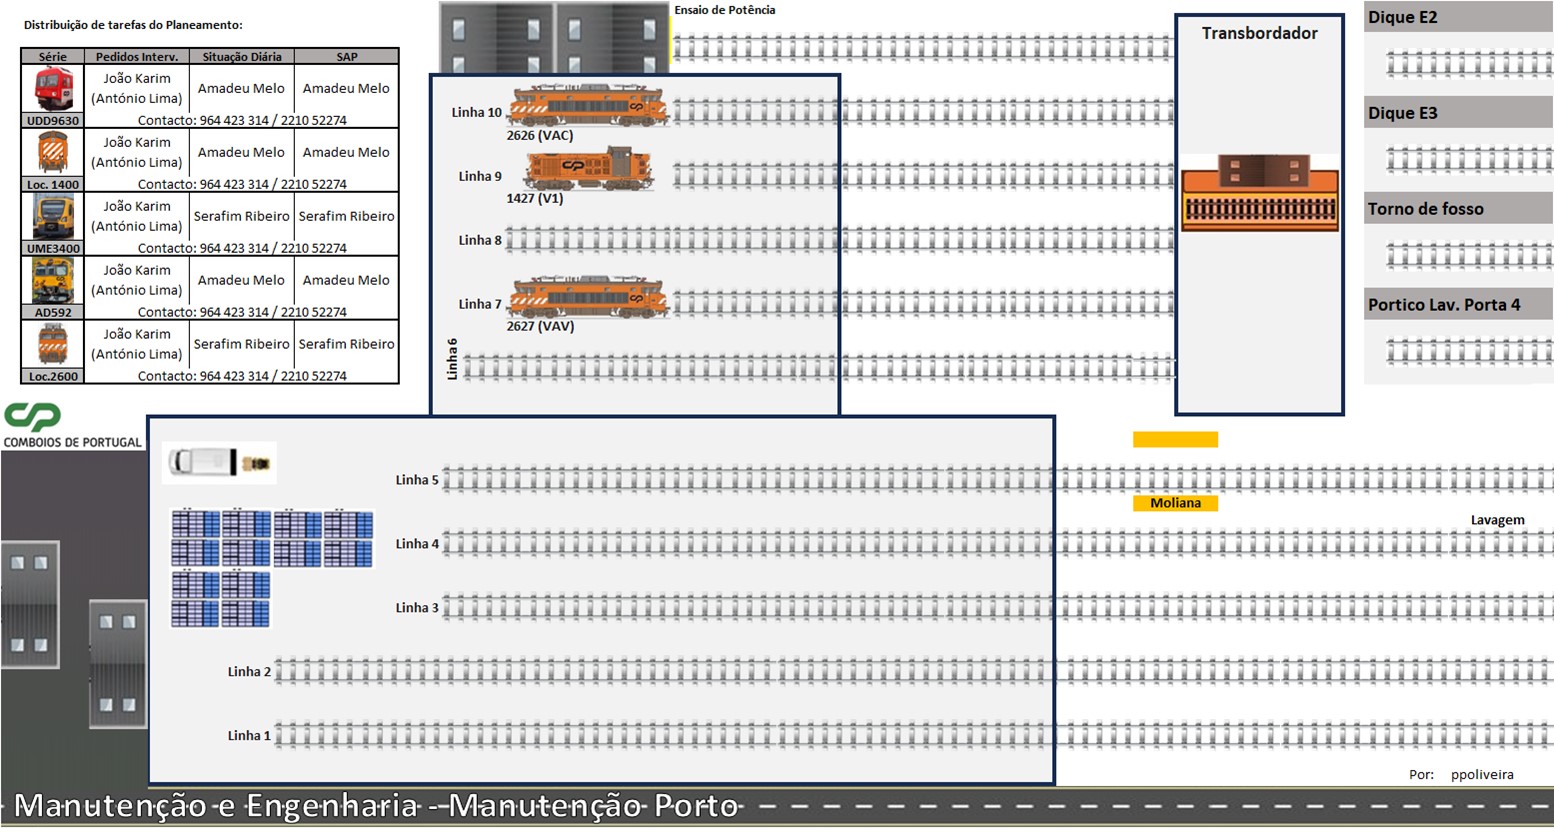 Distribuição de tarefas do Planeamento:
Série Pedidos Interv. Situação Diária SAP
João Karim
(António Lima) Amadeu Melo Amadeu Melo
UDD9630 Contacto: 964 423 314 / 2210 52274
João Karim
(António Lima) Amadeu Melo Amadeu Melo
Loc. 1400 Contacto: 964 423 314 / 2210 52274
João Karim
(António Lima) Serafim Ribeiro Serafim Ribeiro
UME3400 Contacto: 964 423 314 / 2210 52274
João Karim
(António Lima) Amadeu Melo Amadeu Melo
AD592 Contacto: 964 423 314 / 2210 52274
João Karim
(António Lima) Serafim Ribeiro Serafim Ribeiro
Loc.2600 Contacto: 964 423 314 / 2210 52274
Ensaio de Potência
Linha 10
2626 (VAC)
Linha 9
1427 (V1)
Linha 8
Linha 7
2627 (VAV)
Linha 6
Transbordador
Dique E2
Dique E3
Torno de fosso
Portico Lav. Porta 4
CP
COMBOIOS DE PORTUGAL
Linha 5
Moliana
Lavagem
Linha 4
Linha 3
Linha 2
Linha 1
Por: ppoliveira
Manutenção e Engenharia - Manutenção Porto